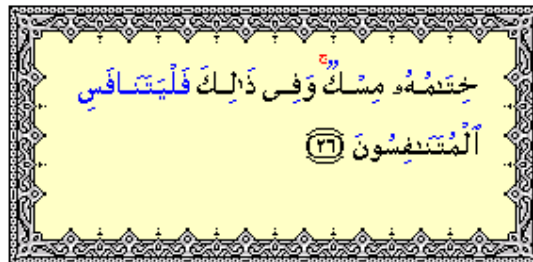 خِتَـٰمُهُۥ مِسْكٌ ۚ وَفِى ذَٰلِكَ فَلْيَتَنَافَسِ
ٱلْمُتَنَـٰفِسُونَ ٢٦